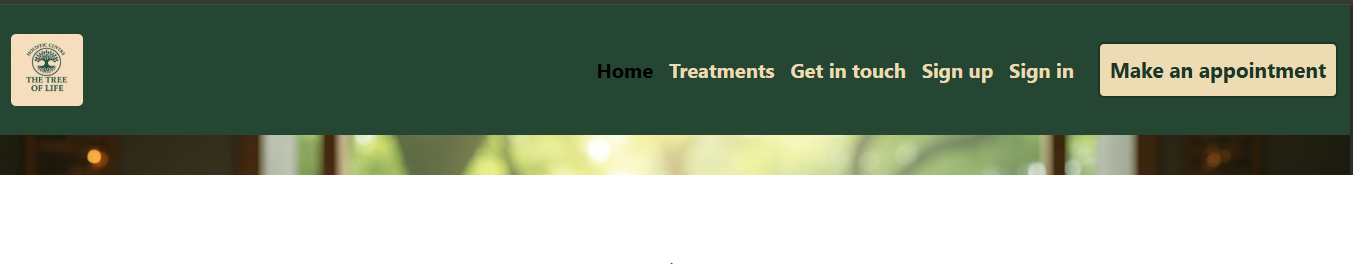 HOLISTIC CENTRE
THE TREE
OF LIFE
Home Treatments Get in touch Sign up Sign in Make an appointment